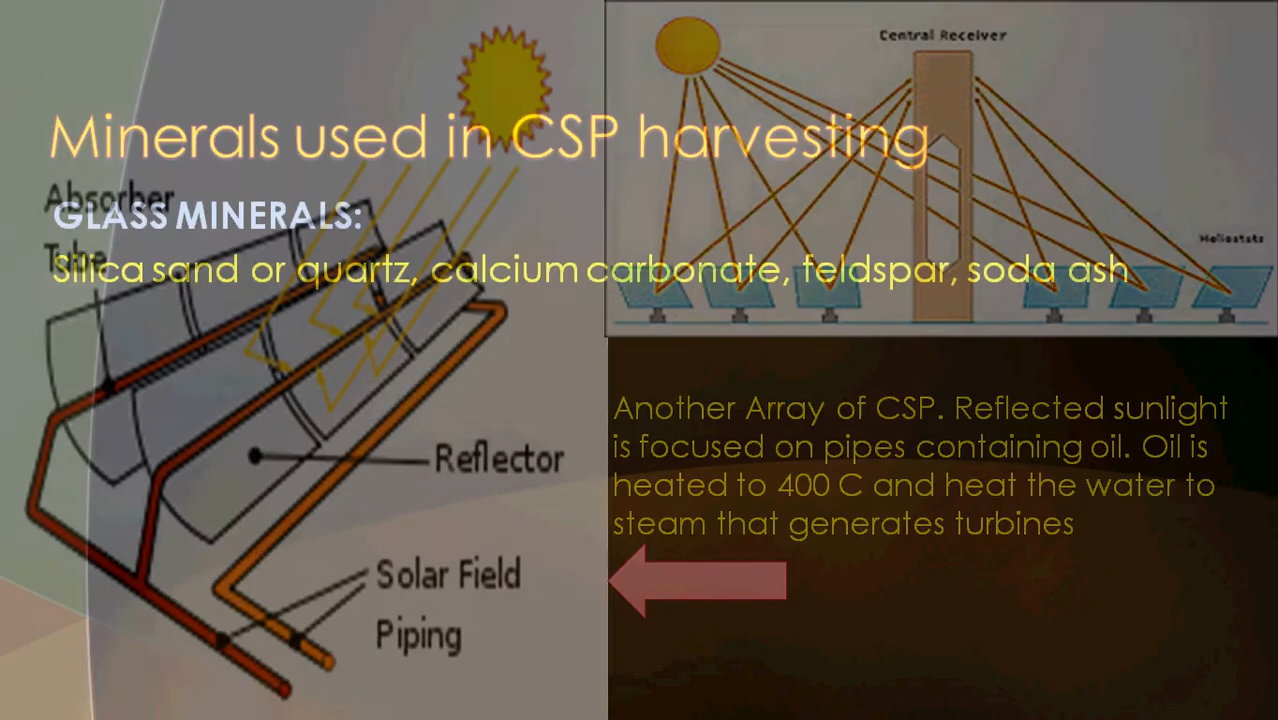 Central Receiver
Minerals used in CSP harvesting
Absorber
Tube
GLASS MINERALS:
Silica sand or quartz, calcium carbonate, feldspar, soda ash
Heliostats
Another Array of CSP. Reflected sunlight
is focused on pipes containing oil. Oil is
heated to 400 C and heat the water to
steam that generates turbines
Reflector
Solar Field
Piping